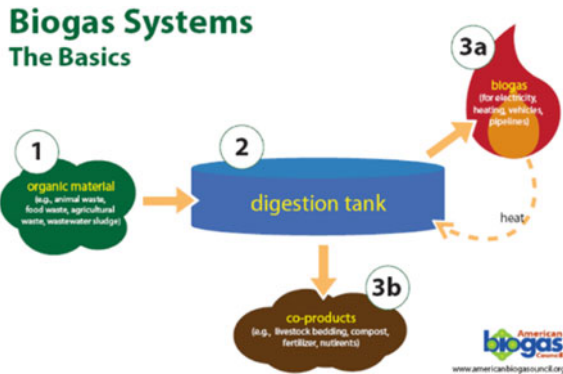 Biogas Systems
The Basics
3a
biogas
(for electricity,
heating, vehicles,
pipelines)
1
2
organic material
(e.g., animal waste,
food waste, agricultural
waste, wastewater sludge)
digestion tank
heat
3b
co-products
(e.g., livestock bedding, compost,
fertilizer, nutirents)
American
biogas
Council
www.americanbiogascouncil.org